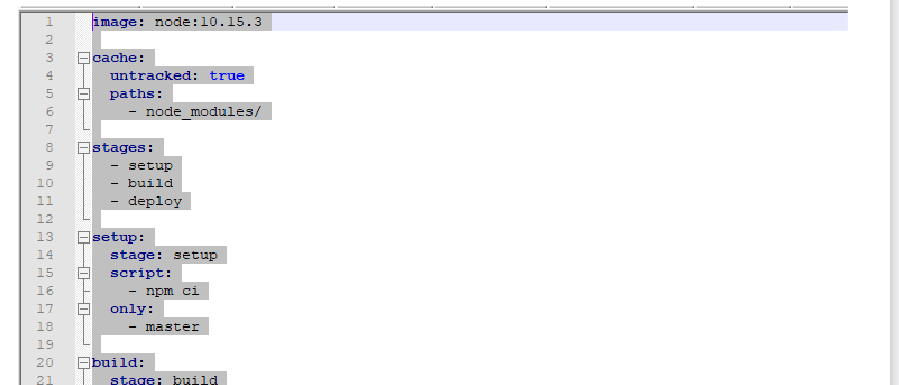 1 image: node:10.15.3
2
3 cache:
4   untracked: true
5   paths:
6     - node_modules/
7
8 stages:
9   - setup
10   - build
11   - deploy
12
13 setup:
14   stage: setup
15   script:
16     - npm ci
17   only:
18     - master
19
20 build:
21   stage: build